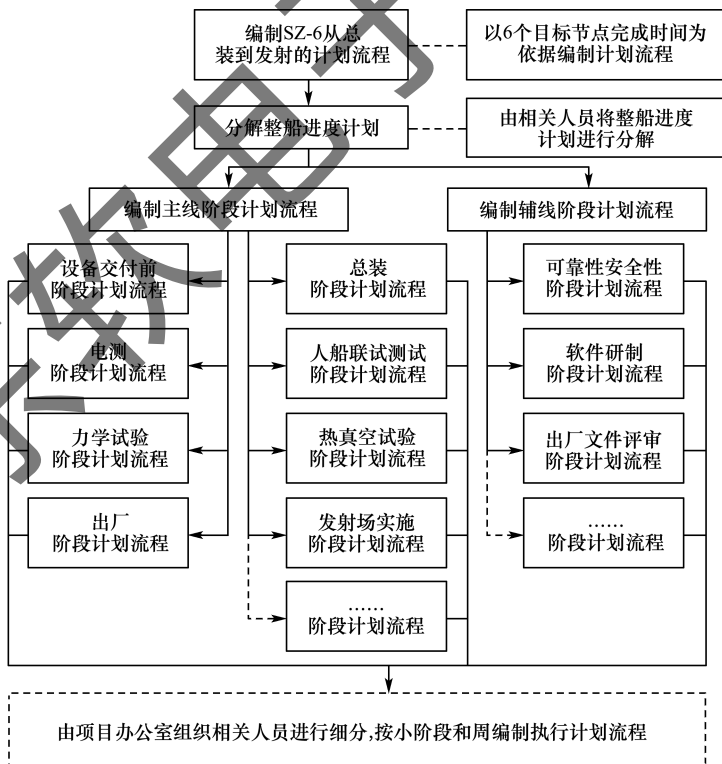 编制SZ-6从总
装到发射的计划流程
以6个目标节点完成时间为
依据编制计划流程
分解整船进度计划
由相关人员将整船进度
计划进行分解
编制主线阶段计划流程
编制辅线阶段计划流程
设备交付前
阶段计划流程
总装
阶段计划流程
可靠性安全性
阶段计划流程
电测
阶段计划流程
人船联试测试
阶段计划流程
软件研制
阶段计划流程
力学试验
阶段计划流程
热真空试验
阶段计划流程
出厂文件评审
阶段计划流程
出厂
阶段计划流程
发射场实施
阶段计划流程
……
阶段计划流程
……
阶段计划流程
由项目办公室组织相关人员进行细分,按小阶段和周编制执行计划流程
软电子